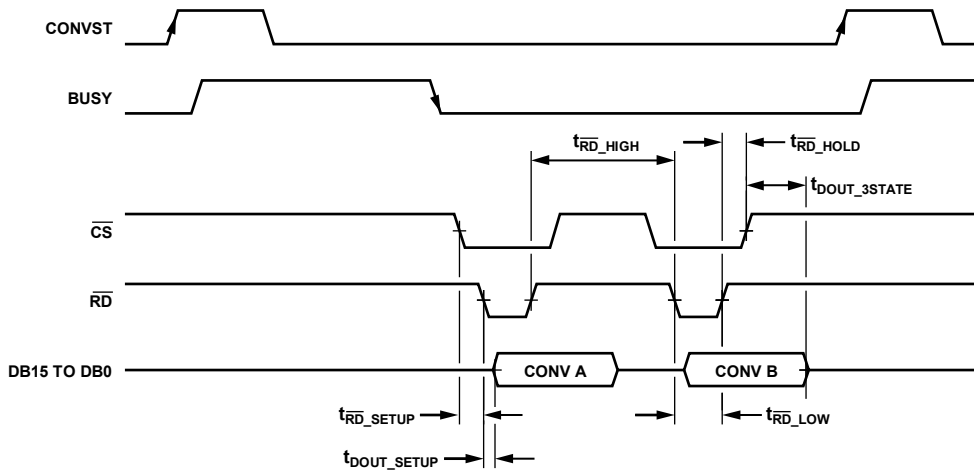 CONVST
BUSY
tRD_HIGH
tRD_HOLD
tDOUT_3STATE
CS
RD
DB15 TO DB0
CONV A
CONV B
tRD_SETUP
tRD_LOW
tDOUT_SETUP